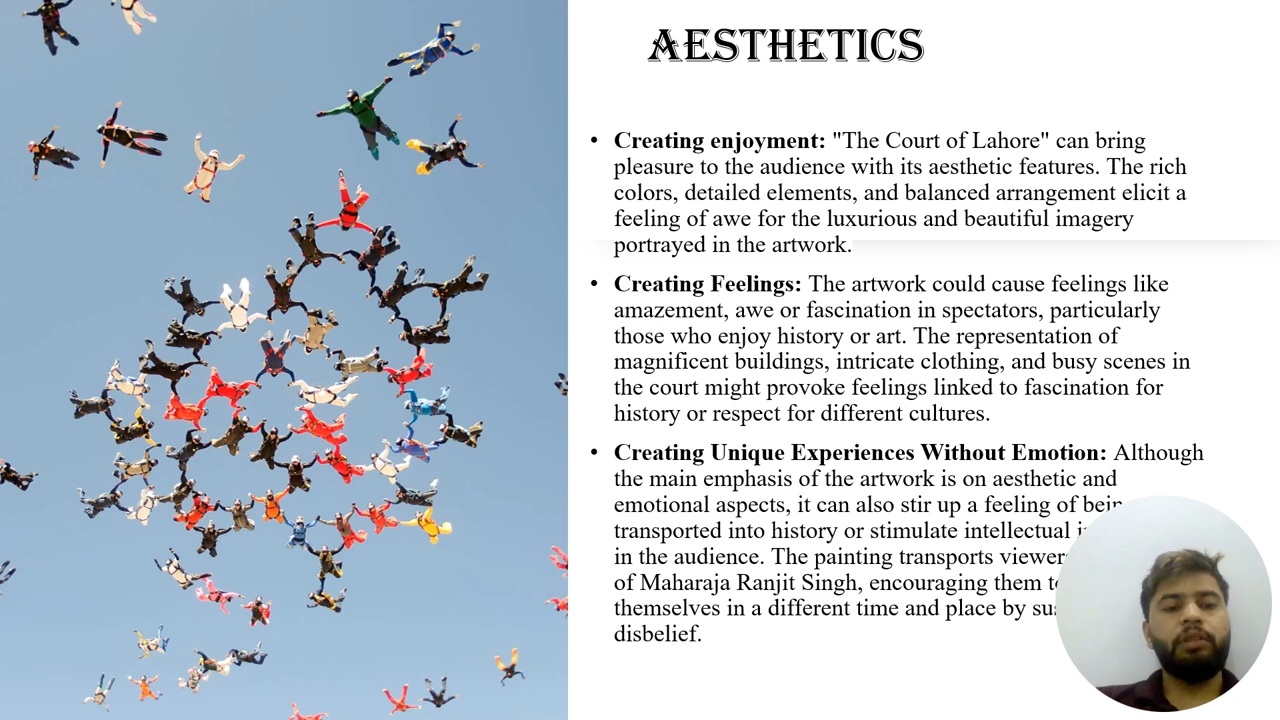 AESTHETICS
• Creating enjoyment: "The Court of Lahore" can bring
pleasure to the audience with its aesthetic features. The rich
colors, detailed elements, and balanced arrangement elicit a
feeling of awe for the luxurious and beautiful imagery
portrayed in the artwork.
• Creating Feelings: The artwork could cause feelings like
amazement, awe or fascination in spectators, particularly
those who enjoy history or art. The representation of
magnificent buildings, intricate clothing, and busy scenes in
the court might provoke feelings linked to fascination for
history or respect for different cultures.
• Creating Unique Experiences Without Emotion: Although
the main emphasis of the artwork is on aesthetic and
emotional aspects, it can also stir up a feeling of
transported into history or stimulate intellectual
in the audience. The painting transports
of Maharaja Ranjit Singh, encouraging them
themselves in a different time and place by
disbelief.